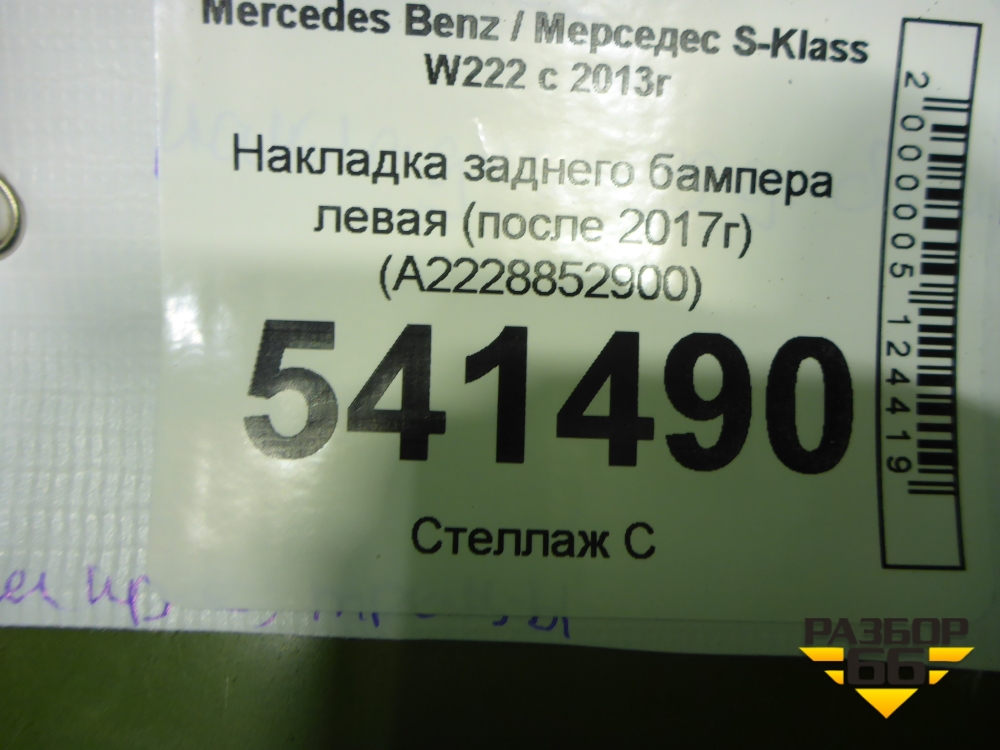 Mercedes Benz / Мерседес S-Klass
W222 с 2013г
Накладка заднего бампера
левая (после 2017г)
(A2228852900)
541490
Стеллаж С
2000005124419
РАЗБОР
66